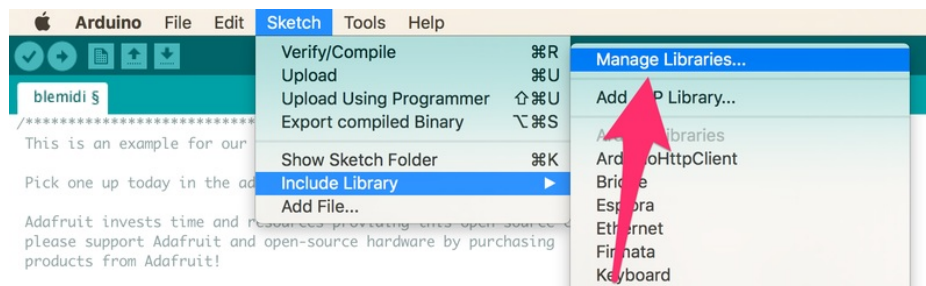 Arduino File Edit Sketch Tools Help
Verify/Compile ⌘R
Upload ⌘U
Upload Using Programmer ⇧⌘U
Export compiled Binary ⌥⌘S
Show Sketch Folder ⌘K
Include Library
Add File...
Manage Libraries...
Add Library...
Libraries
ArduinoHttpClient
Bridge
Esplora
Ethernet
Firmata
Keyboard
blemidi §
/***************************
This is an example for our
Pick one up today in the
Adafruit invests time and resources providing this open source
please support Adafruit and open-source hardware by purchasing
products from Adafruit!